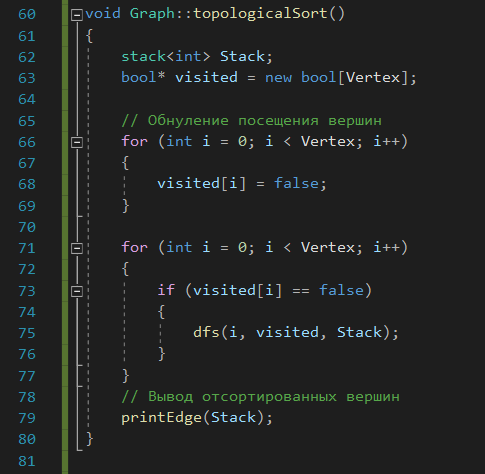 60 void Graph::topologicalSort()
61 {
62 stack<int> Stack;
63 bool* visited = new bool[Vertex];
64
65 // Обнуление посещения вершин
66 for (int i = 0; i < Vertex; i++)
67 {
68 visited[i] = false;
69 }
70
71 for (int i = 0; i < Vertex; i++)
72 {
73 if (visited[i] == false)
74 {
75 dfs(i, visited, Stack);
76 }
77 }
78 // Вывод отсортированных вершин
79 printEdge(Stack);
80 }
81